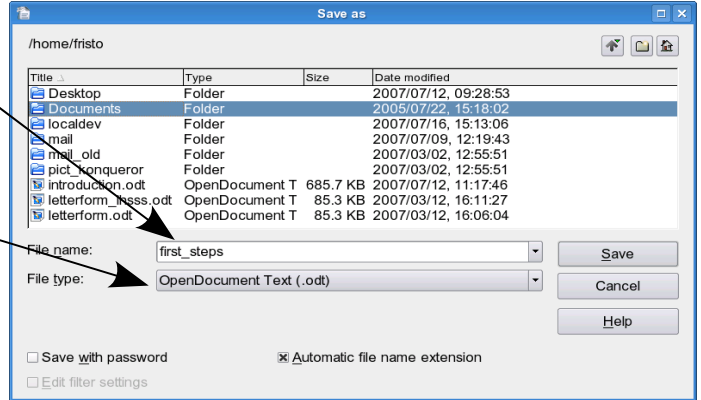 Save as
/home/fristo
Title Type Size Date modified
Desktop Folder 2007/07/12, 09:28:53
Documents Folder 2005/07/22, 15:18:02
localdev Folder 2007/07/16, 15:13:06
mail Folder 2007/07/09, 12:19:43
mail_old Folder 2007/03/02, 12:55:51
pict_konqueror Folder 2007/03/02, 12:55:51
introduction.odt OpenDocument T 685.7 KB 2007/07/12, 11:17:46
letterform_lhsss.odt OpenDocument T 85.3 KB 2007/03/12, 16:11:27
letterform.odt OpenDocument T 85.3 KB 2007/03/12, 16:06:04
File name: first_steps Save
File type: OpenDocument Text (.odt) Cancel
Help
Save with password Automatic file name extension
Edit filter settings